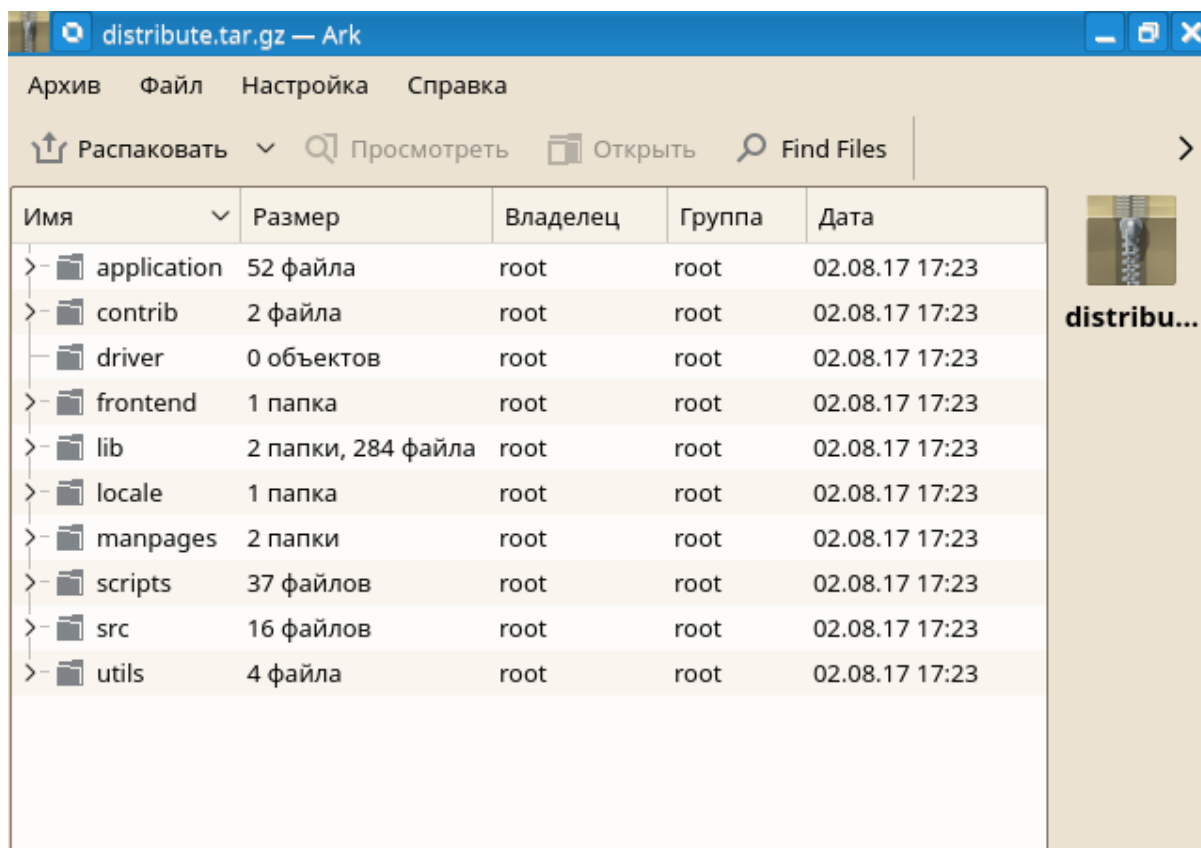 distribute.tar.gz — Ark
Архив Файл Настройка Справка
Распаковать Просмотреть Открыть Find Files
Имя Размер Владелец Группа Дата
application 52 файла root root 02.08.17 17:23
contrib 2 файла root root 02.08.17 17:23
driver 0 объектов root root 02.08.17 17:23
frontend 1 папка root root 02.08.17 17:23
lib 2 папки, 284 файла root root 02.08.17 17:23
locale 1 папка root root 02.08.17 17:23
manpages 2 папки root root 02.08.17 17:23
scripts 37 файлов root root 02.08.17 17:23
src 16 файлов root root 02.08.17 17:23
utils 4 файла root root 02.08.17 17:23
distribu...